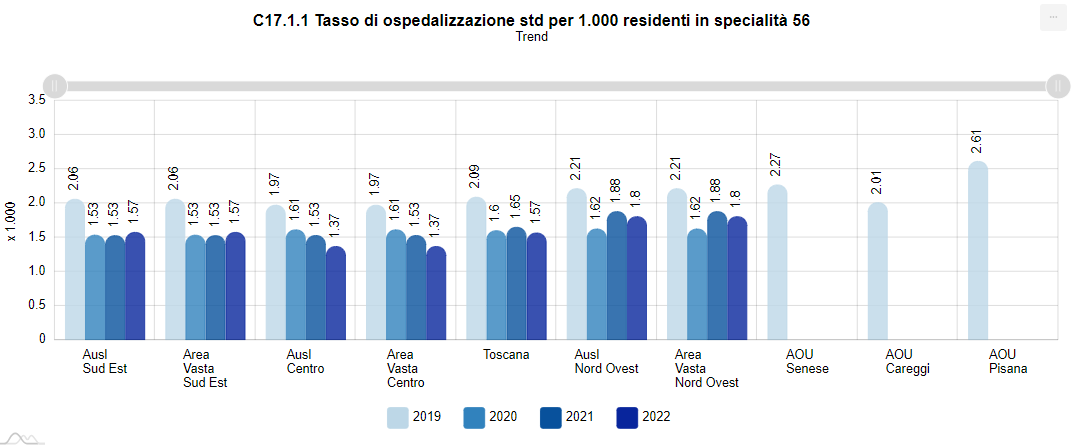 C17.1.1 Tasso di ospedalizzazione std per 1.000 residenti in specialità 56
Trend
...
x 1.000
3.5
3.0
2.5
2.0
1.5
1.0
0.5
0
2.06 1.53 1.53 1.57
2.06 1.53 1.53 1.57
1.97 1.61 1.53 1.37
1.97 1.61 1.53 1.37
2.09 1.6 1.65 1.57
2.21 1.62 1.88 1.8
2.21 1.62 1.88 1.8
2.27
2.01
2.61
Ausl
Sud Est
Area
Vasta
Sud Est
Ausl
Centro
Area
Vasta
Centro
Toscana
Ausl
Nord Ovest
Area
Vasta
Nord Ovest
AOU
Senese
AOU
Careggi
AOU
Pisana
2019 2020 2021 2022